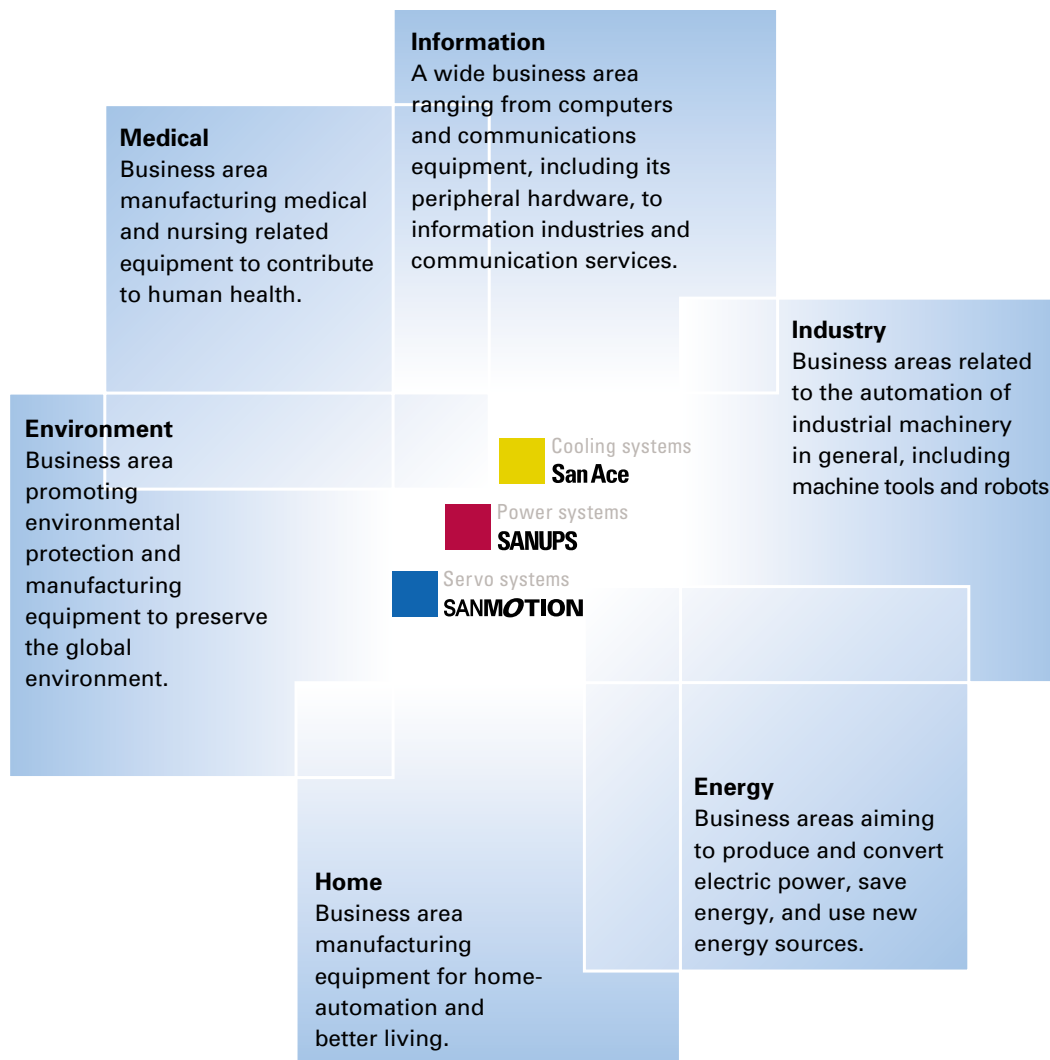 Information
A wide business area
ranging from computers
and communications
equipment, including its
peripheral hardware, to
information industries and
communication services.
Medical
Business area
manufacturing medical
and nursing related
equipment to contribute
to human health.
Industry
Business areas related
to the automation of
industrial machinery
in general, including
machine tools and robots
Environment
Business area
promoting
environmental
protection and
manufacturing
equipment to preserve
the global
environment.
Cooling systems
San Ace
Power systems
SANUPS
Servo systems
SANMOTION
Energy
Business areas aiming
to produce and convert
electric power, save
energy, and use new
energy sources.
Home
Business area
manufacturing
equipment for home-
automation and
better living.